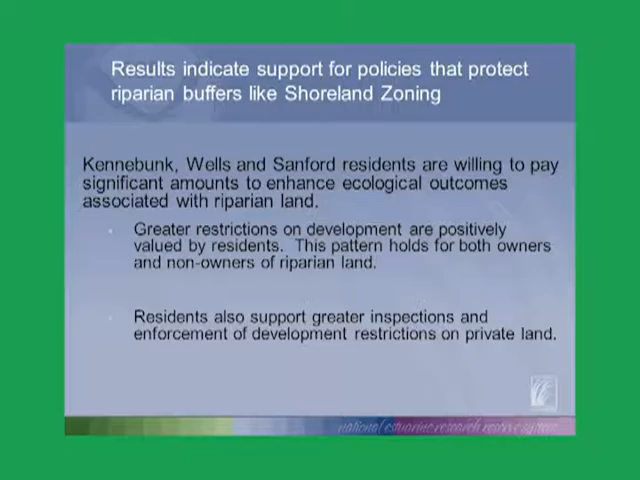 Results indicate support for policies that protect
riparian buffers like Shoreland Zoning
Kennebunk, Wells and Sanford residents are willing to pay
significant amounts to enhance ecological outcomes
associated with riparian land.
Greater restrictions on development are positively
valued by residents. This pattern holds for both owners
and non-owners of riparian land.
Residents also support greater inspections and
enforcement of development restrictions on private land.
national estuarine research reserve system